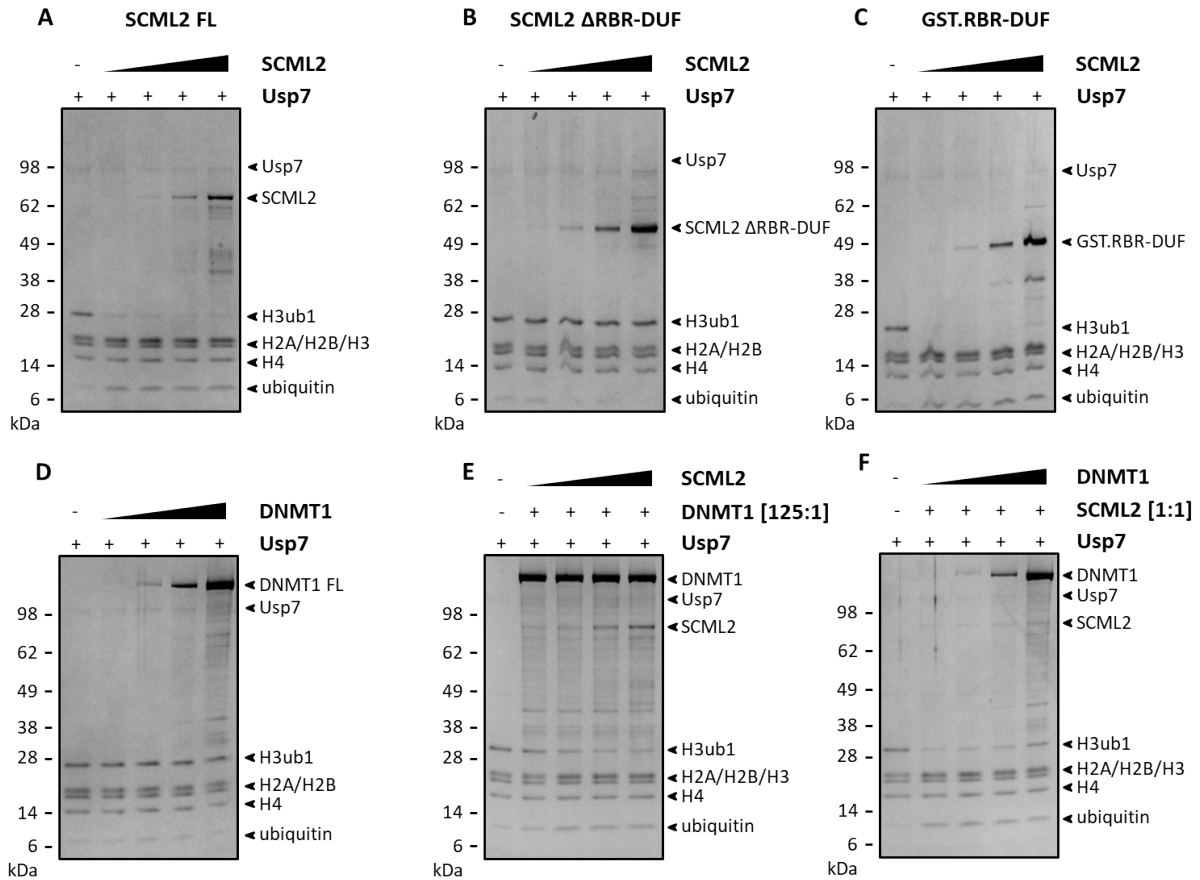 A SCML2 FL
- SCML2
+ + + + + Usp7
98 Usp7
62 SCML2
49
38
28 H3ub1
H2A/H2B/H3
14 H4
6 ubiquitin
kDa
B SCML2 ΔRBR-DUF
- SCML2
+ + + + + Usp7
98 Usp7
62 SCML2 ΔRBR-DUF
49
38
28 H3ub1
H2A/H2B
14 H4
6 ubiquitin
kDa
C GST.RBR-DUF
- SCML2
+ + + + + Usp7
98 Usp7
62
49 GST.RBR-DUF
38
28 H3ub1
H2A/H2B/H3
14 H4
6 ubiquitin
kDa
D
- DNMT1
+ + + + + Usp7
DNMT1 FL
98 Usp7
62
49
38
28 H3ub1
H2A/H2B
14 H4
6 ubiquitin
kDa
E
- SCML2
+ + + + DNMT1 [125:1]
+ + + + + Usp7
DNMT1
98 Usp7
SCML2
62
49
38
28 H3ub1
H2A/H2B/H3
14 H4
6 ubiquitin
kDa
F
- DNMT1
- + + + + SCML2 [1:1]
+ + + + + Usp7
DNMT1
98 Usp7
SCML2
62
49
38
28 H3ub1
H2A/H2B/H3
14 H4
6 ubiquitin
kDa